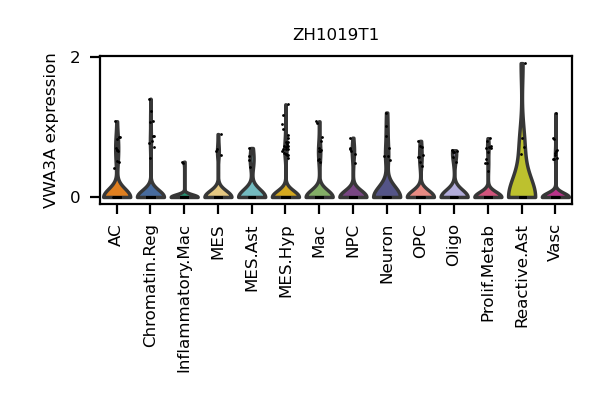 ZH1019T1
VWA3A expression
2
0
AC
Chromatin.Reg
Inflammatory.Mac
MES
MES.Ast
MES.Hyp
Mac
NPC
Neuron
OPC
Oligo
Prolif.Metab
Reactive.Ast
Vasc